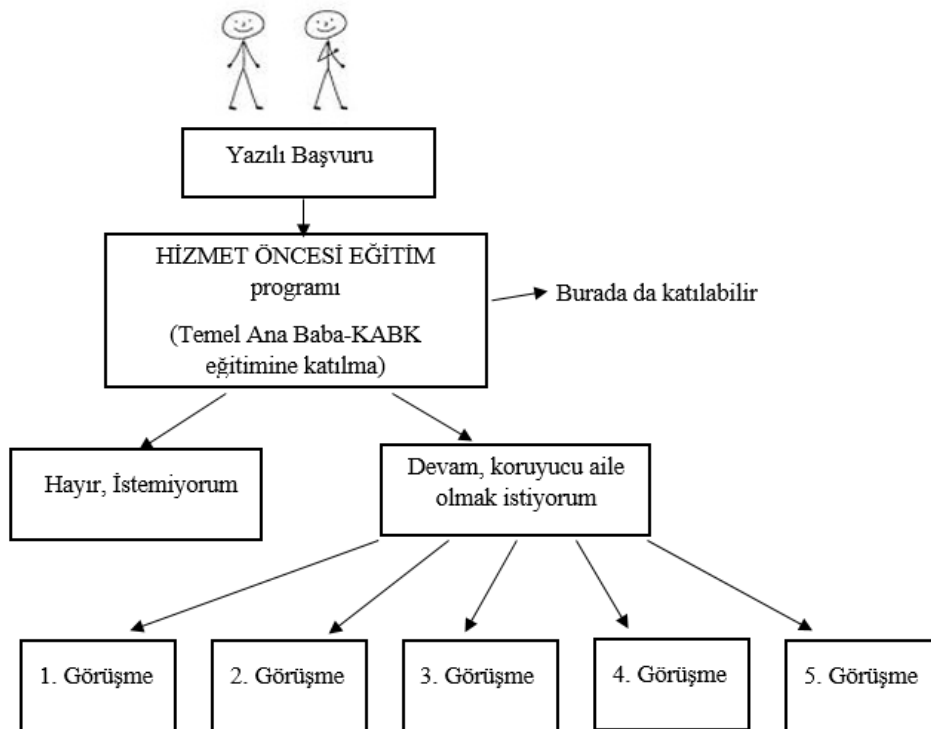 Yazılı Başvuru
HİZMET ÖNCESİ EĞİTİM
programı
(Temel Ana Baba-KABK
eğitimine katılma)
Burada da katılabilir
Hayır, İstemiyorum
Devam, koruyucu aile
olmak istiyorum
1. Görüşme
2. Görüşme
3. Görüşme
4. Görüşme
5. Görüşme